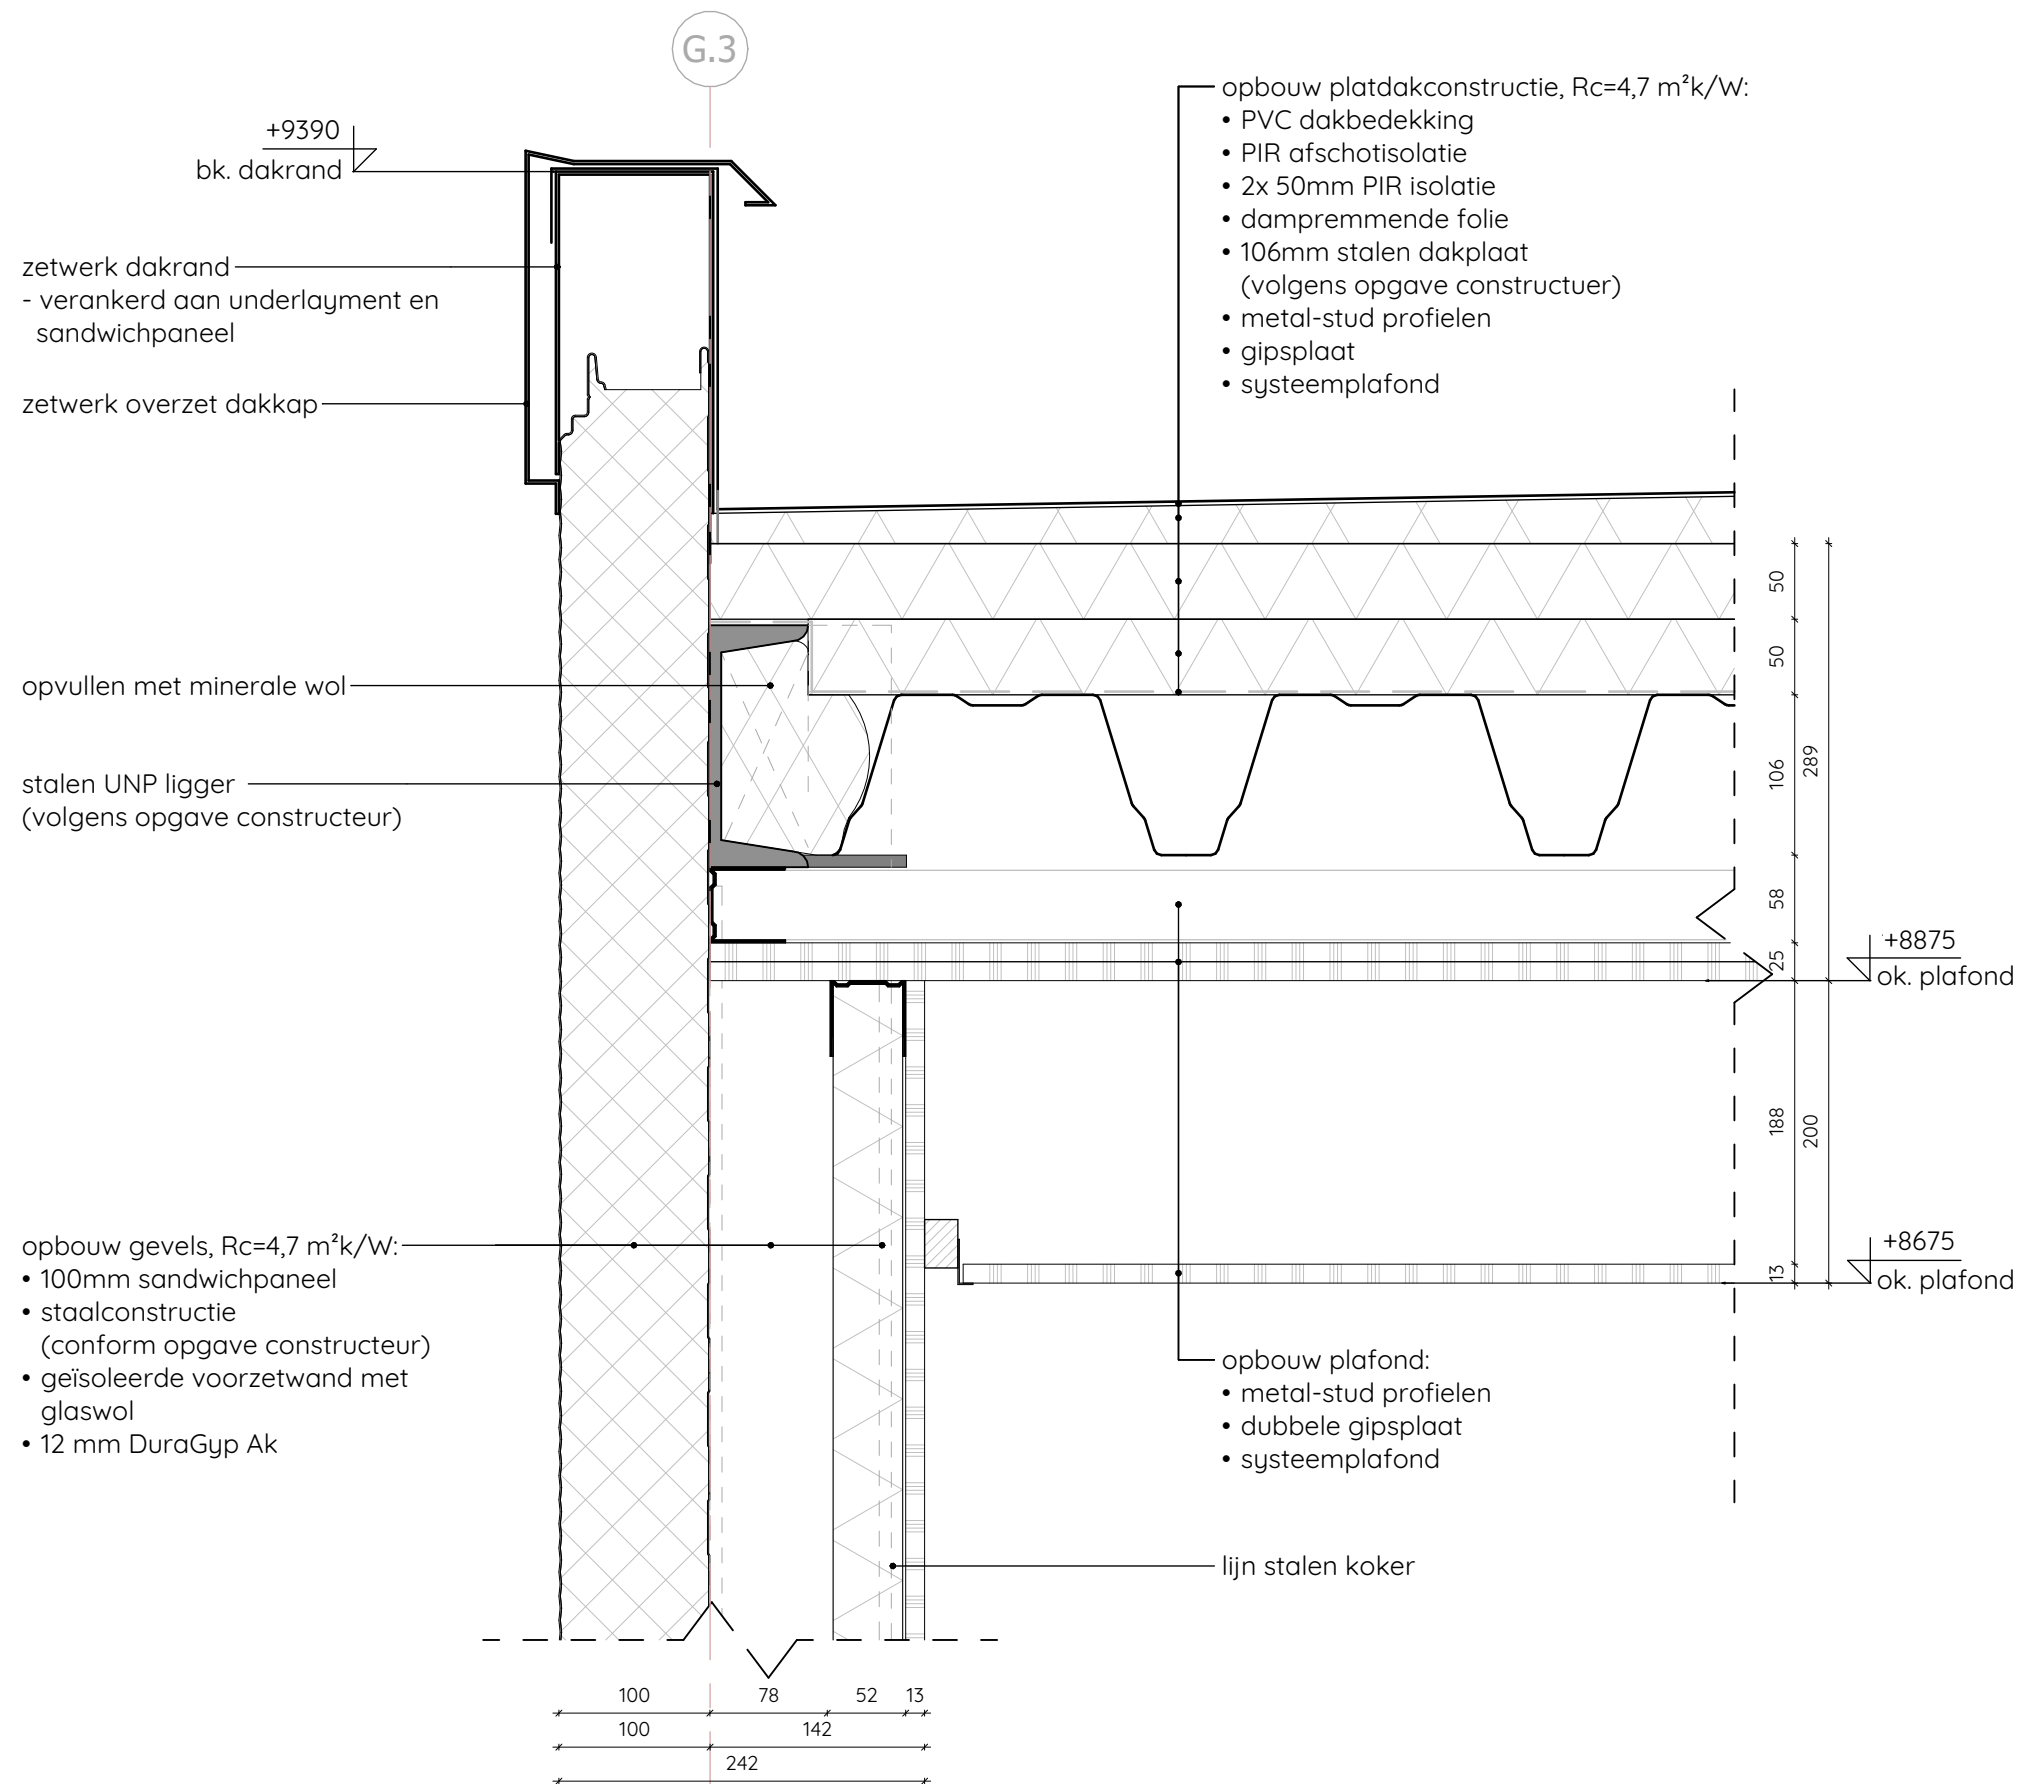 G.3
+9390
bk. dakrand
zetwerk dakrand
- verankerd aan underlayment en
sandwichpaneel
zetwerk overzet dakkap
opvullen met minerale wol
stalen UNP ligger
(volgens opgave constructeur)
opbouw gevels, Rc=4,7 m²k/W:
• 100mm sandwichpaneel
• staalconstructie
(conform opgave constructeur)
• geïsoleerde voorzetwand met
glaswol
• 12 mm DuraGyp Ak
opbouw platdakconstructie, Rc=4,7 m²k/W:
• PVC dakbedekking
• PIR afschotisolatie
• 2x 50mm PIR isolatie
• dampremmende folie
• 106mm stalen dakplaat
(volgens opgave constructuer)
• metal-stud profielen
• gipsplaat
• systeemplafond
50
50
106
289
58
25
+8875
ok. plafond
188
200
13
+8675
ok. plafond
opbouw plafond:
• metal-stud profielen
• dubbele gipsplaat
• systeemplafond
lijn stalen koker
100 78 52 13
100 142
242